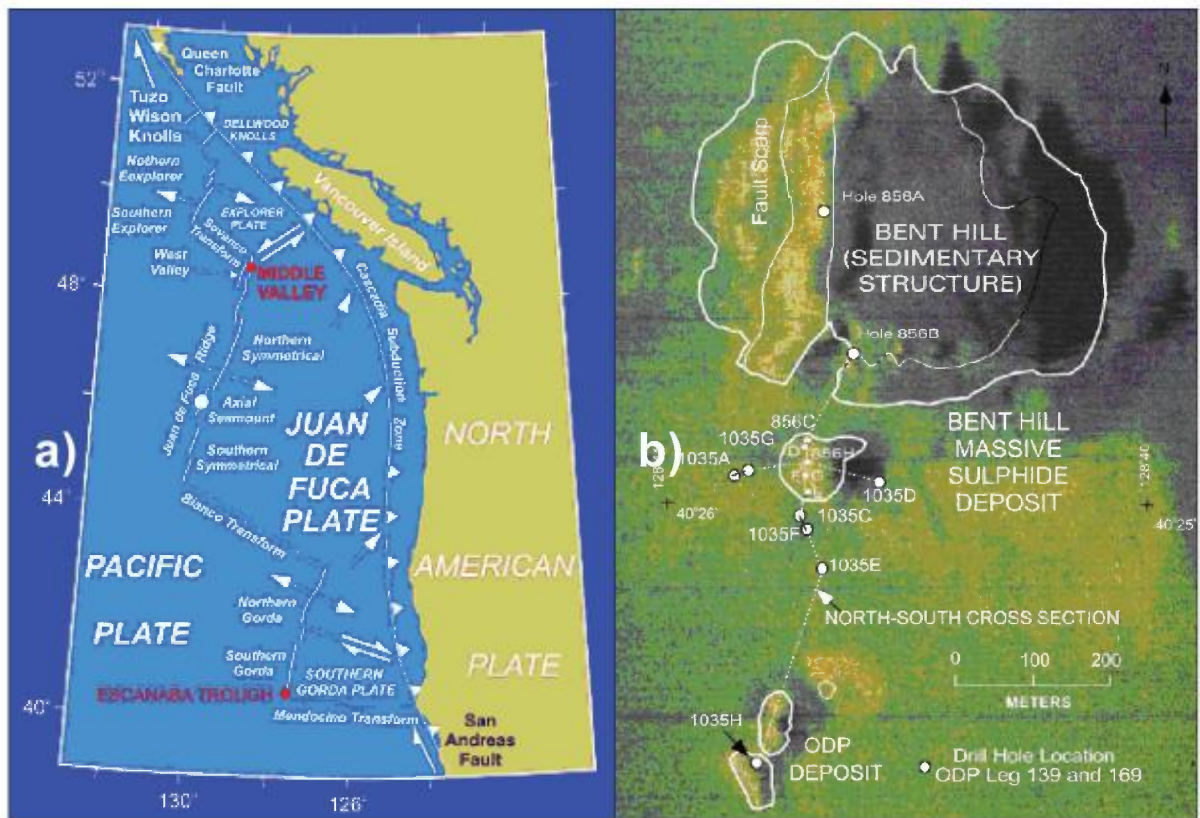 a)
52°
48°
44°
40°
130°
126°
Queen
Charlotte
Fault
Tuzo
Wison
Knolls
DELLWOOD
KNOLLS
Nothern
Eexplorer
Southern
Explorer
EXPLORER
PLATE
Sovanco
Transform
West
Valley
Vancouver Island
MIDDLE
VALLEY
Cascadia
Subduction
Zone
Juan de Fuca Ridge
Northern
Symmetrical
Axial
Seamount
Southern
Symmetrical
JUAN
DE
FUCA
PLATE
NORTH
AMERICAN
PLATE
Blanco Transform
PACIFIC
PLATE
Northern
Gorda
Southern
Gorda
SOUTHERN
GORDA PLATE
ESCANABA TROUGH
Mendocino Transform
San
Andreas
Fault
b)
N
Fault Scarp
Hole 856A
BENT HILL
(SEDIMENTARY
STRUCTURE)
Hole 856B
856C
1035G
1035A
D
856H
BENT HILL
MASSIVE
SULPHIDE
DEPOSIT
1035D
128°40'
40°26'
40°25'
1035C
1035F
1035E
NORTH-SOUTH CROSS SECTION
0 100 200
METERS
1035H
ODP
DEPOSIT
Drill Hole Location
ODP Leg 139 and 169